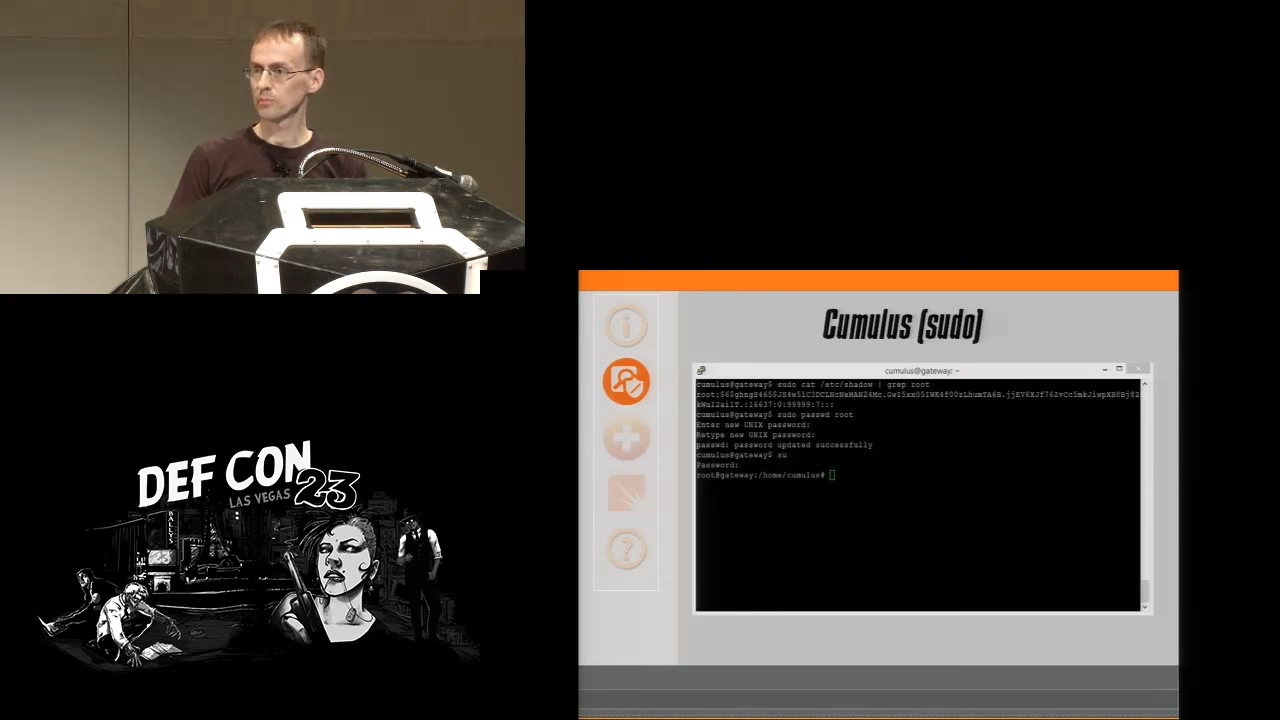 Cumulus (sudo)
cumulus@gateway: ~
cumulus@gateway$ sudo cat /etc/shadow | grep root
cumulus@gateway$ sudo passwd root
Enter new UNIX password:
Retype new UNIX password:
passwd: password updated successfully
cumulus@gateway$ su
Password:
root@gateway:/home/cumulus#
DEF CON
LAS VEGAS 23
BALLYS
23